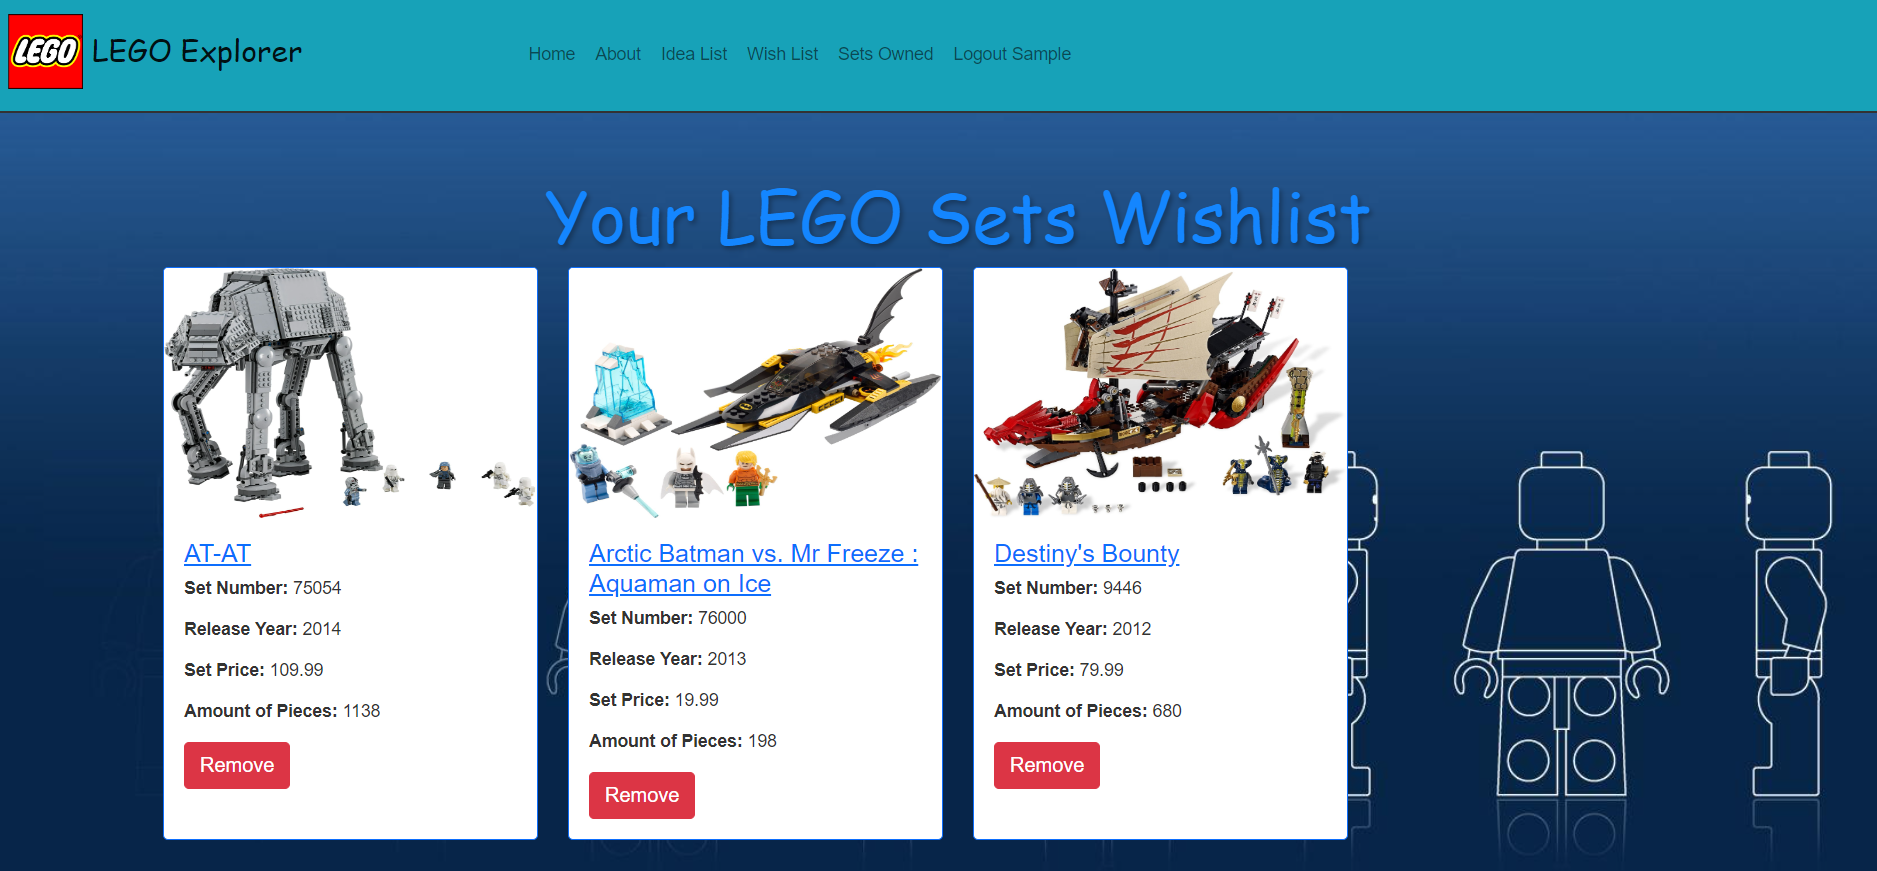 LEGO
LEGO Explorer
Home About Idea List Wish List Sets Owned Logout Sample
Your LEGO Sets Wishlist
AT-AT
Set Number: 75054
Release Year: 2014
Set Price: 109.99
Amount of Pieces: 1138
Remove
Arctic Batman vs. Mr Freeze :
Aquaman on Ice
Set Number: 76000
Release Year: 2013
Set Price: 19.99
Amount of Pieces: 198
Remove
Destiny's Bounty
Set Number: 9446
Release Year: 2012
Set Price: 79.99
Amount of Pieces: 680
Remove